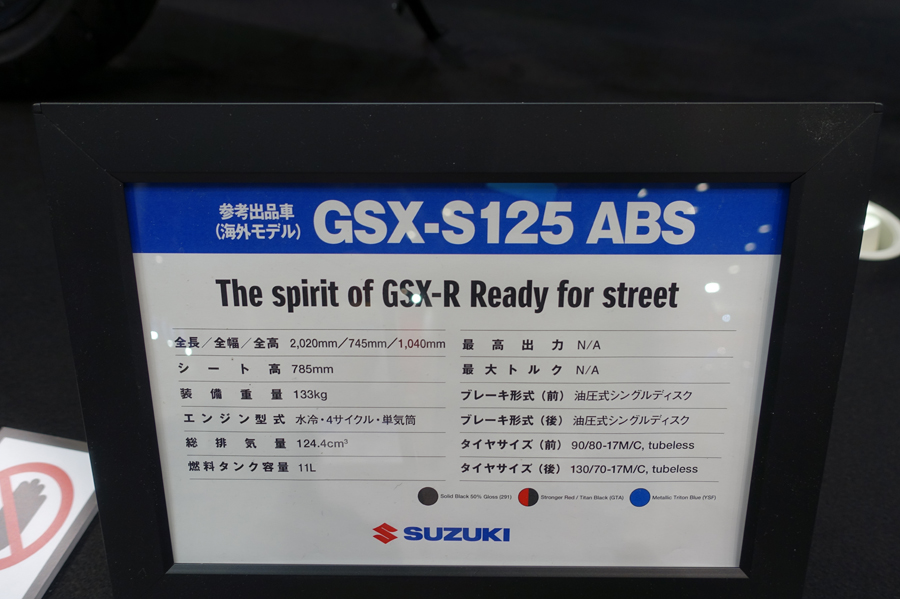 参考出品車
（海外モデル）
GSX-S125 ABS
The spirit of GSX-R Ready for street
全長／全幅／全高 2,020mm／745mm／1,040mm
シート高 785mm
装備重量 133kg
エンジン型式 水冷・4サイクル・単気筒
総排気量 124.4cm³
燃料タンク容量 11L
最高出力 N/A
最大トルク N/A
ブレーキ形式（前） 油圧式シングルディスク
ブレーキ形式（後） 油圧式シングルディスク
タイヤサイズ（前） 90/80-17M/C, tubeless
タイヤサイズ（後） 130/70-17M/C, tubeless
Solid Black 50% Gloss (291)
Stronger Red / Titan Black (GTA)
Metallic Triton Blue (YSF)
SUZUKI